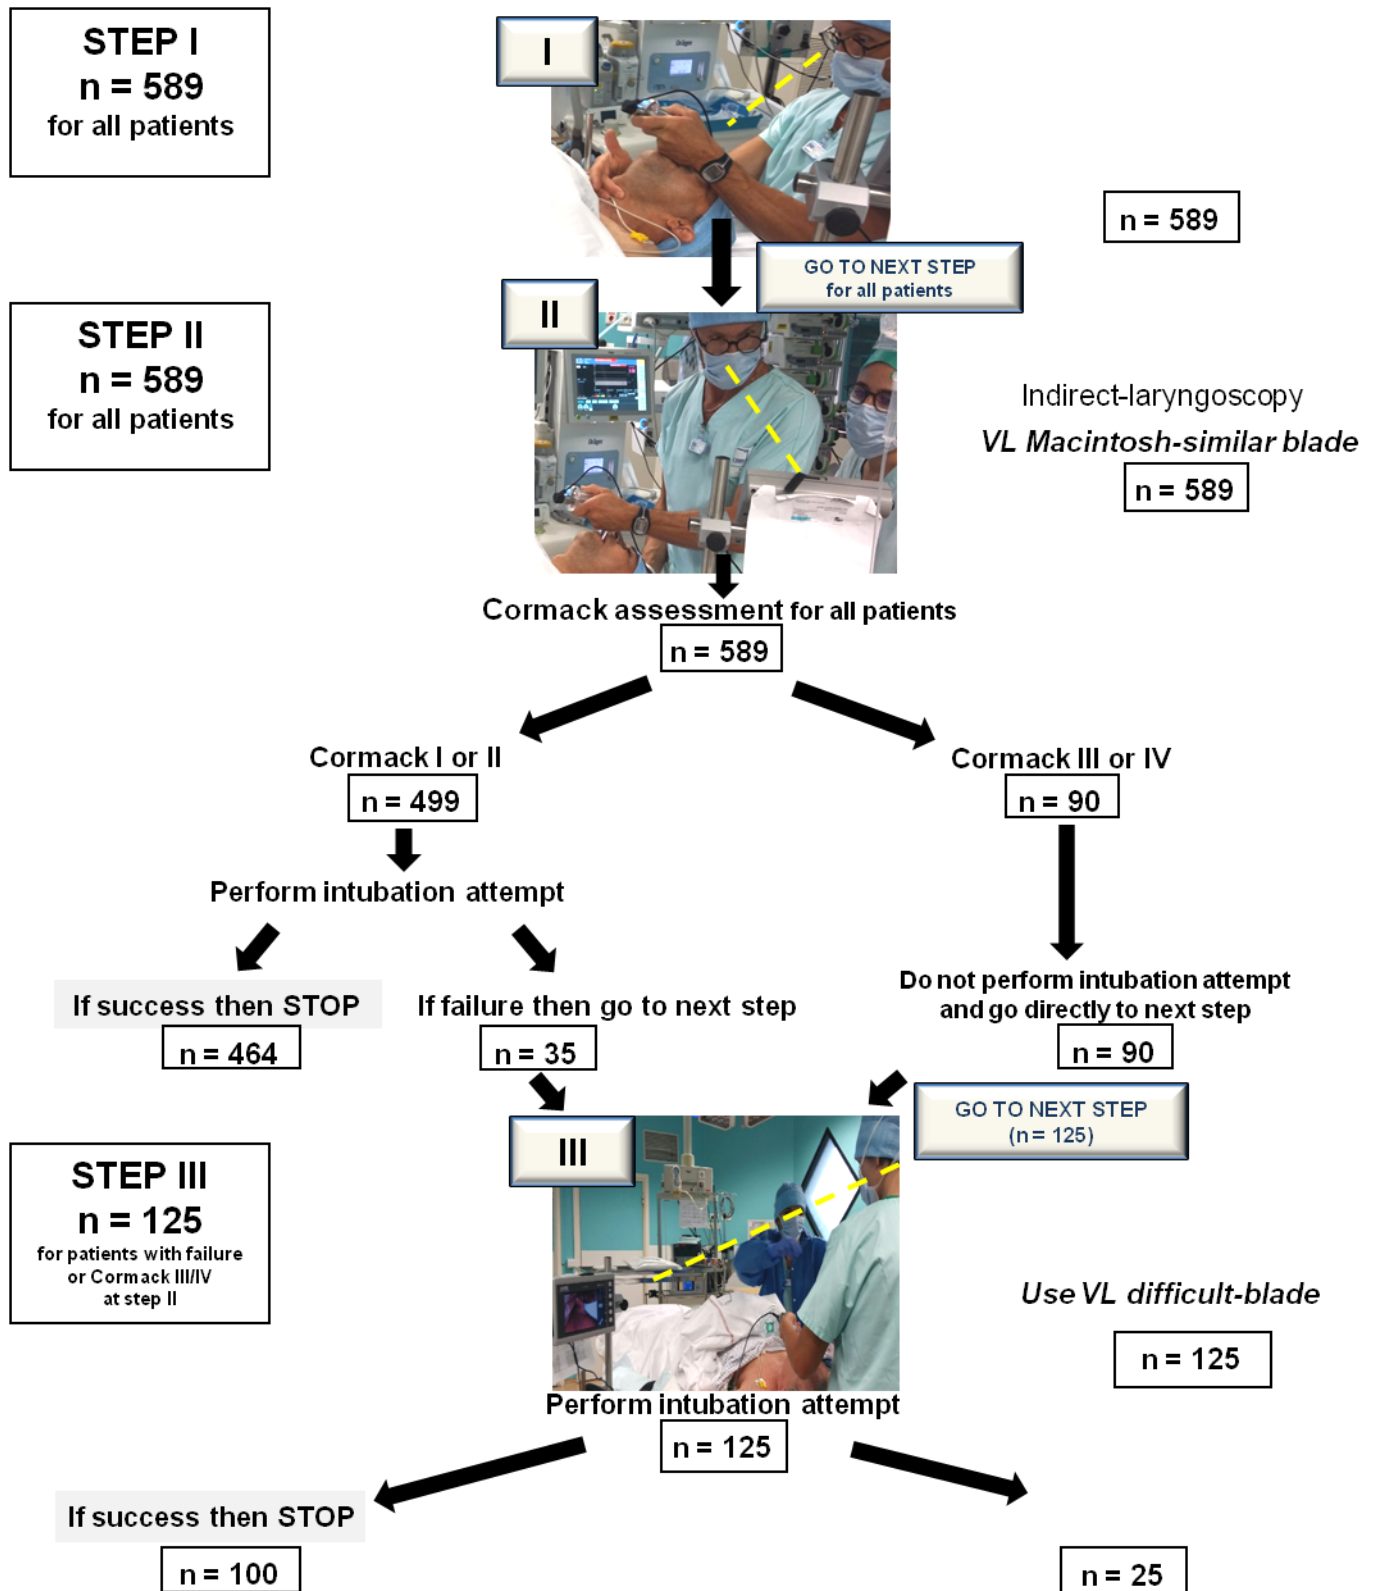 STEP I
n = 589
for all patients
I
Dräger
n = 589
GO TO NEXT STEP
for all patients
STEP II
n = 589
for all patients
II
Dräger
Indirect-laryngoscopy
VL Macintosh-similar blade
n = 589
Cormack assessment for all patients
n = 589
Cormack I or II
n = 499
Cormack III or IV
n = 90
Perform intubation attempt
If success then STOP
n = 464
If failure then go to next step
n = 35
Do not perform intubation attempt
and go directly to next step
n = 90
GO TO NEXT STEP
(n = 125)
STEP III
n = 125
for patients with failure
or Cormack III/IV
at step II
III
Use VL difficult-blade
n = 125
Perform intubation attempt
n = 125
If success then STOP
n = 100
n = 25